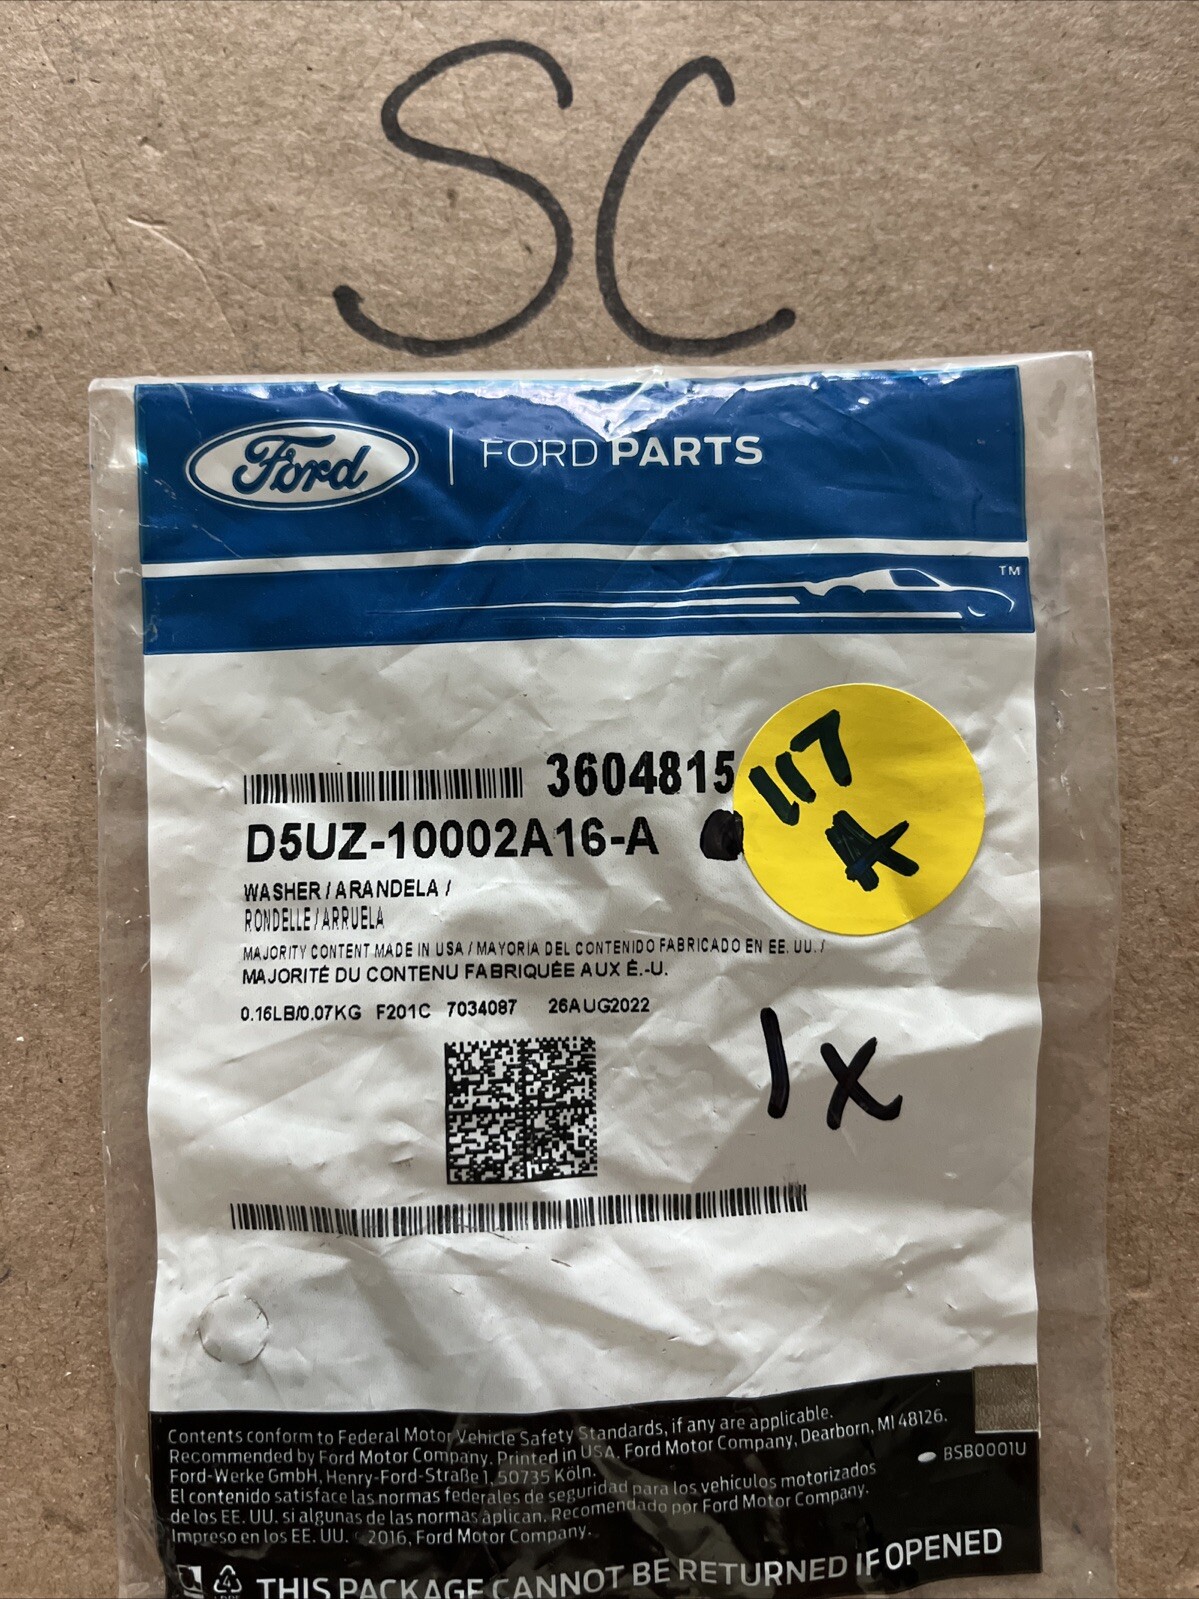 SC
Ford | FORD PARTS
TM
3604815
117
D5UZ-10002A16-A
A
WASHER / ARANDELA /
RONDELLE / ARRUELA
MAJORITY CONTENT MADE IN USA / MAYORIA DEL CONTENIDO FABRICADO EN EE. UU. /
MAJORITÉ DU CONTENU FABRIQUÉE AUX É.-U.
0.16LB/0.07KG F201C 7034087 26AUG2022
1x
Contents conform to Federal Motor Vehicle Safety Standards, if any are applicable.
Recommended by Ford Motor Company. Printed in USA. Ford Motor Company, Dearborn, MI 48126.
Ford-Werke GmbH, Henry-Ford-Straße 1, 50735 Köln.
BSB0001U
El contenido satisface las normas federales de seguridad para los vehículos motorizados
de los EE. UU. si algunas de las normas aplican. Recomendado por Ford Motor Company.
Impreso en los EE. UU. 2016, Ford Motor Company.
4
THIS PACKAGE CANNOT BE RETURNED IF OPENED